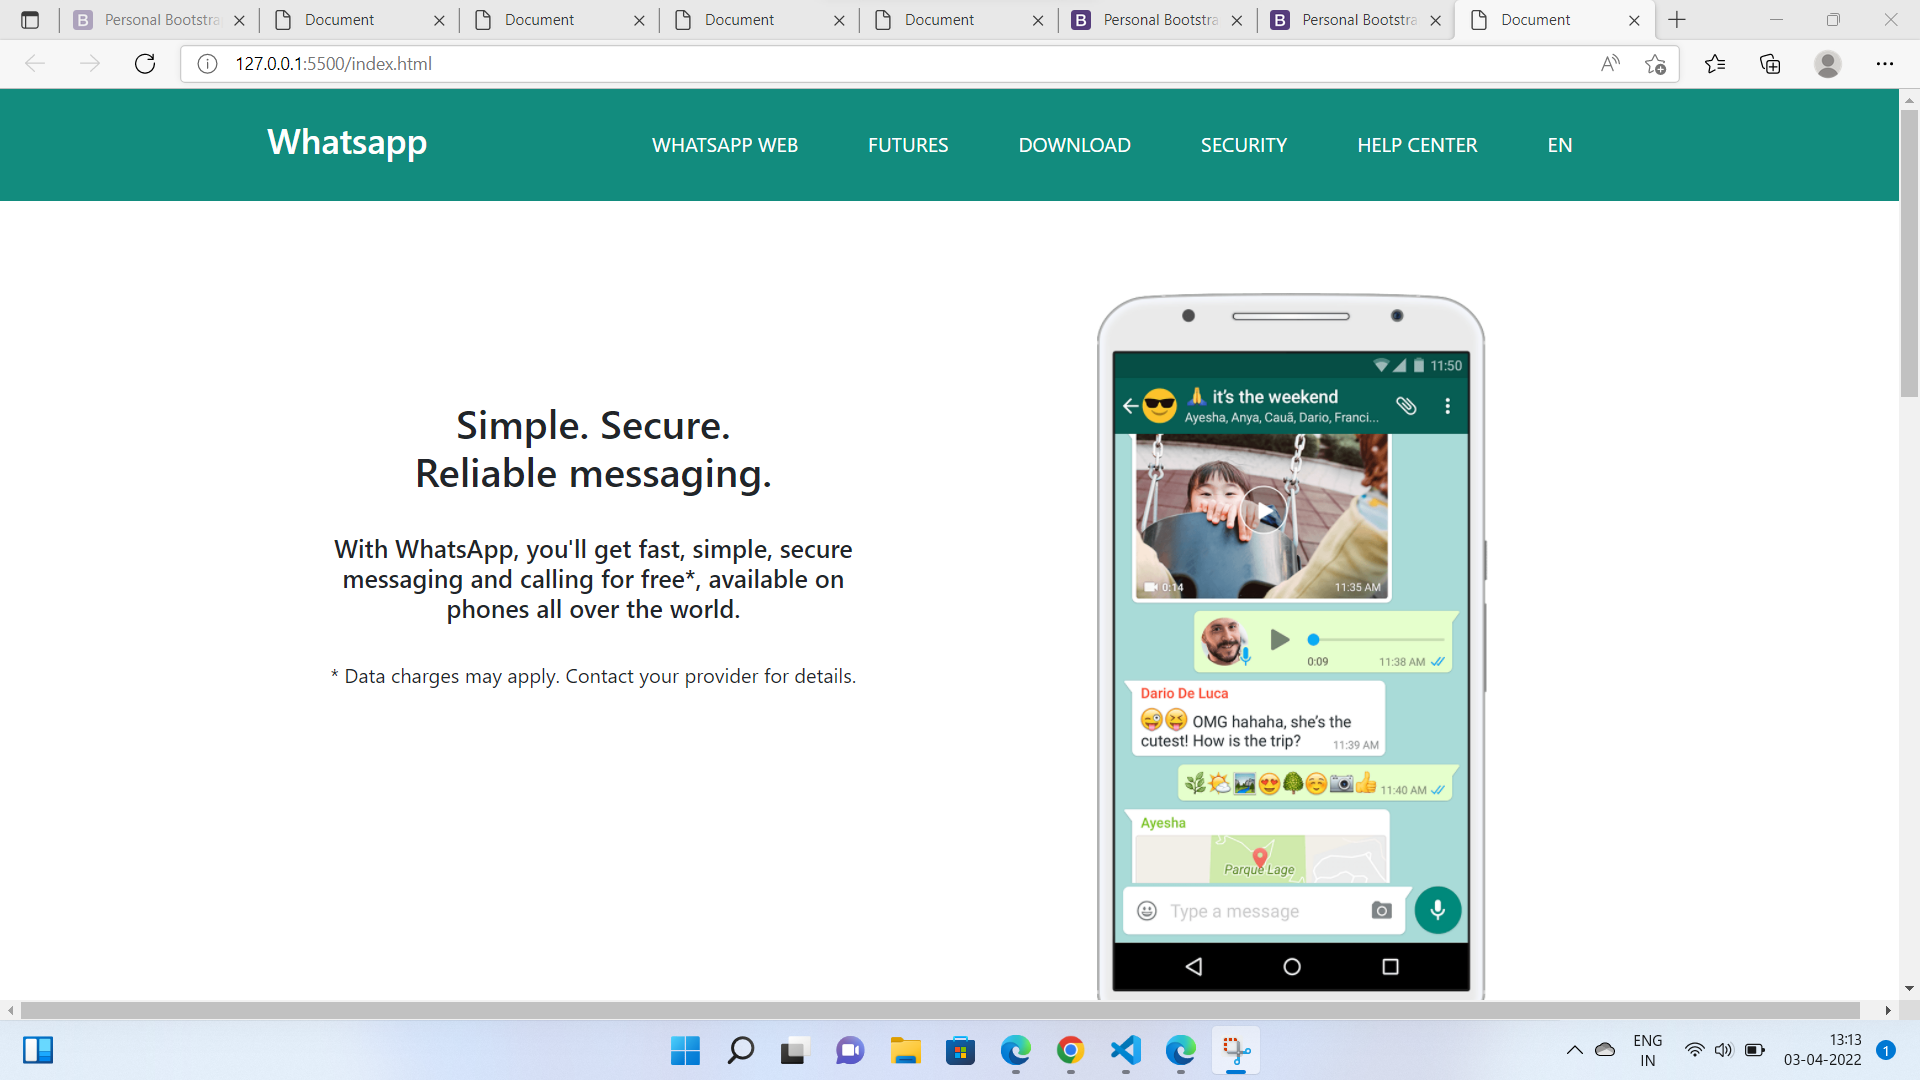 Personal Bootstra
Document
Document
Document
Document
Personal Bootstra
Personal Bootstra
Document
127.0.0.1:5500/index.html
Whatsapp
WHATSAPP WEB
FUTURES
DOWNLOAD
SECURITY
HELP CENTER
EN
Simple. Secure.
Reliable messaging.
With WhatsApp, you'll get fast, simple, secure
messaging and calling for free*, available on
phones all over the world.
* Data charges may apply. Contact your provider for details.
11:50
🙏 it's the weekend
Ayesha, Anya, Cauã, Dario, Franci...
0:14
11:35 AM
0:09
11:38 AM
Dario De Luca
😜😝 OMG hahaha, she's the
cutest! How is the trip?
11:39 AM
11:40 AM
Ayesha
Parque Lage
Type a message
ENG
IN
13:13
03-04-2022
1